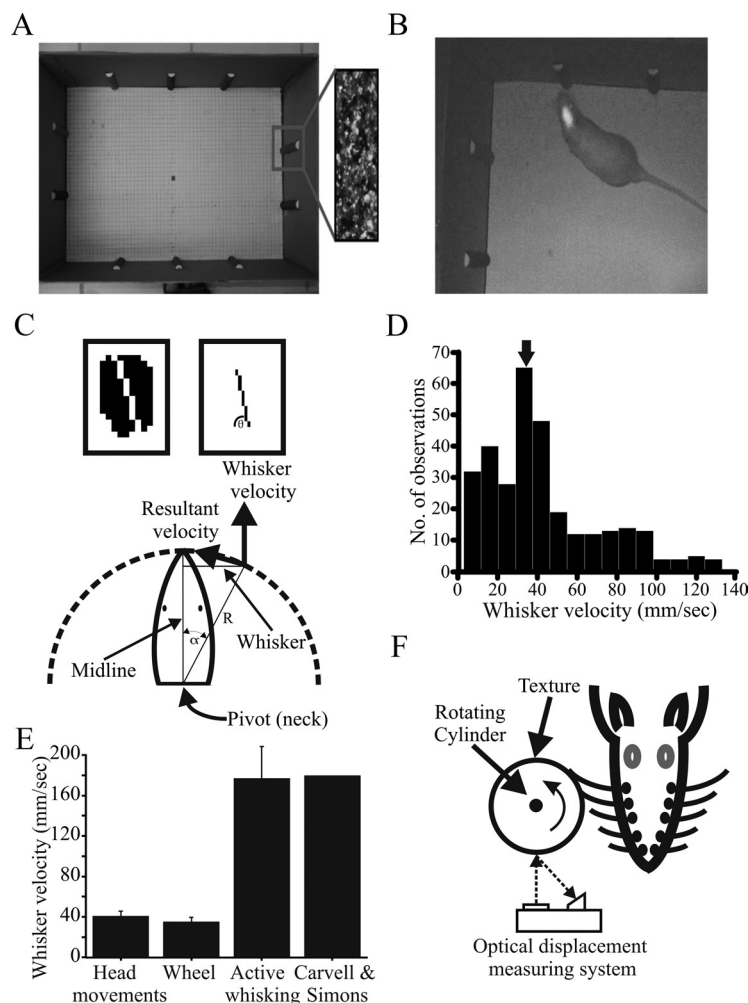 A
B
C
θ
Whisker
velocity
Resultant
velocity
R
α
Whisker
Midline
Pivot (neck)
D
No. of observations
70
60
50
40
30
20
10
0
0 20 40 60 80 100 120 140
Whisker velocity (mm/sec)
E
Whisker velocity (mm/sec)
200
160
120
80
40
0
Head
movements
Wheel
Active
whisking
Carvell &
Simons
F
Texture
Rotating
Cylinder
Optical displacement
measuring system